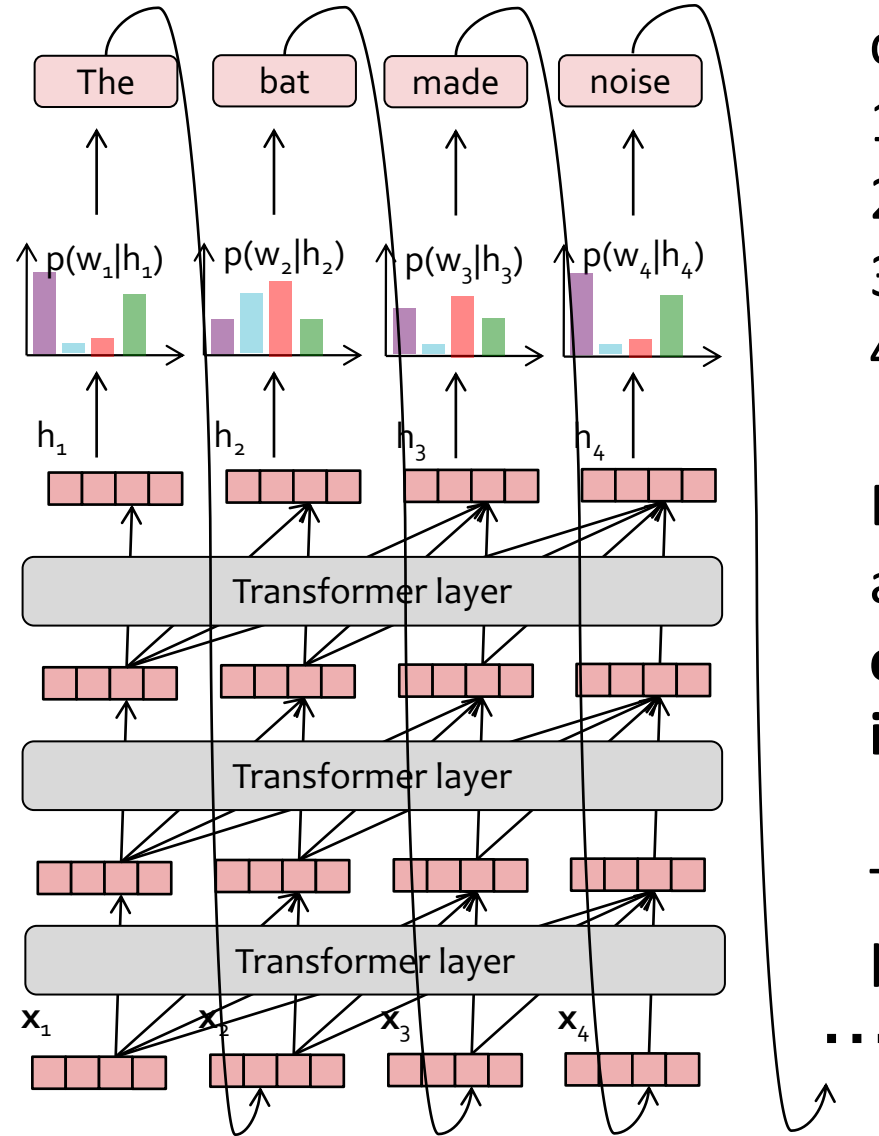 The bat made noise
p(w₁|h₁) p(w₂|h₂) p(w₃|h₃) p(w₄|h₄)
h₁ h₂ h₃ h₄
Transformer layer
Transformer layer
Transformer layer
x₁ x₂ x₃ x₄
...